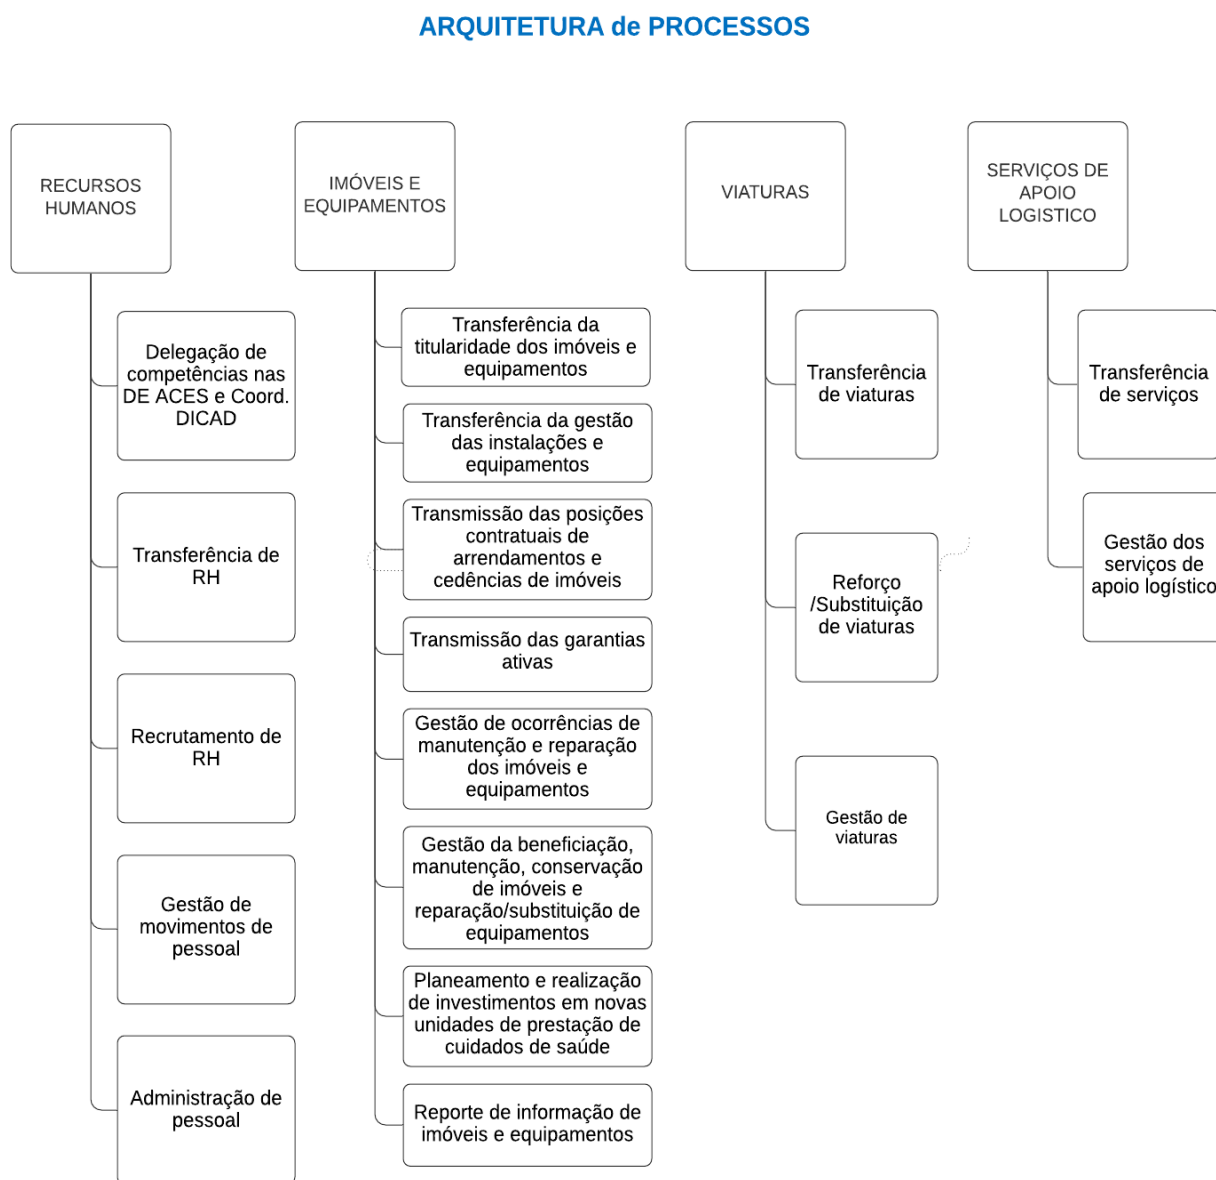 ARQUITETURA de PROCESSOS
RECURSOS
HUMANOS
Delegação de
competências nas
DE ACES e Coord.
DICAD
Transferência de
RH
Recrutamento de
RH
Gestão de
movimentos de
pessoal
Administração de
pessoal
IMÓVEIS E
EQUIPAMENTOS
Transferência da
titularidade dos imóveis e
equipamentos
Transferência da gestão
das instalações e
equipamentos
Transmissão das posições
contratuais de
arrendamentos e
cedências de imóveis
Transmissão das garantias
ativas
Gestão de ocorrências de
manutenção e reparação
dos imóveis e
equipamentos
Gestão da beneficiação,
manutenção, conservação
de imóveis e
reparação/substituição de
equipamentos
Planeamento e realização
de investimentos em novas
unidades de prestação de
cuidados de saúde
Reporte de informação de
imóveis e equipamentos
VIATURAS
Transferência
de viaturas
Reforço
/Substituição
de viaturas
Gestão de
viaturas
SERVIÇOS DE
APOIO
LOGISTICO
Transferência
de serviços
Gestão dos
serviços de
apoio logístico